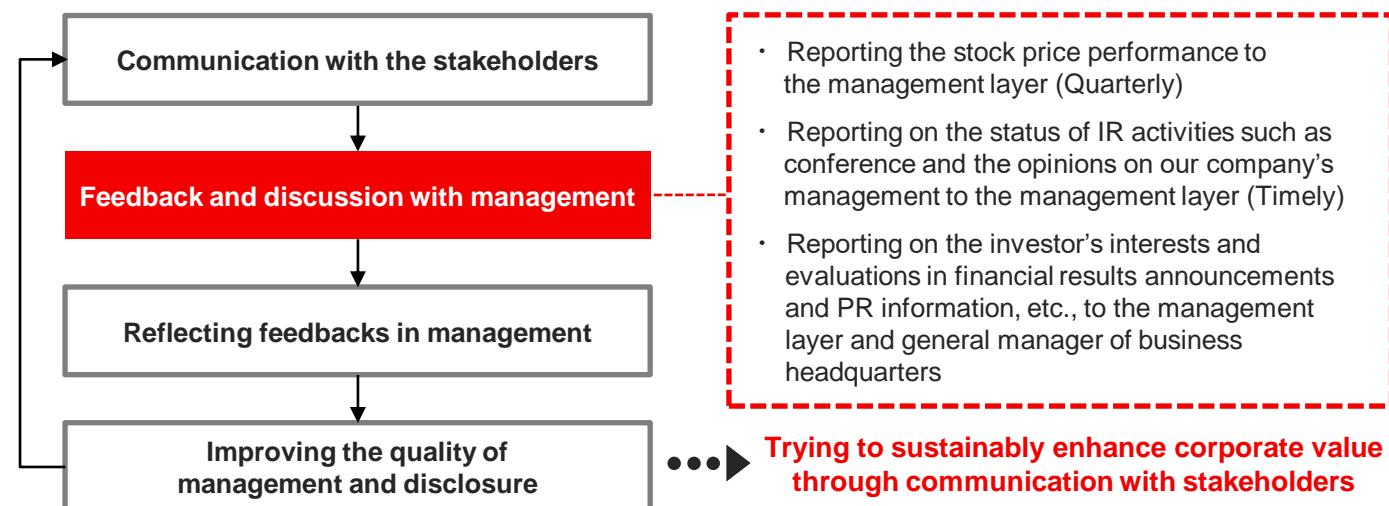 Communication with the stakeholders
Feedback and discussion with management
Reflecting feedbacks in management
Improving the quality of
management and disclosure
・ Reporting the stock price performance to
the management layer (Quarterly)
・ Reporting on the status of IR activities such as
conference and the opinions on our company’s
management to the management layer (Timely)
・ Reporting on the investor’s interests and
evaluations in financial results announcements
and PR information, etc., to the management
layer and general manager of business
headquarters
Trying to sustainably enhance corporate value
through communication with stakeholders